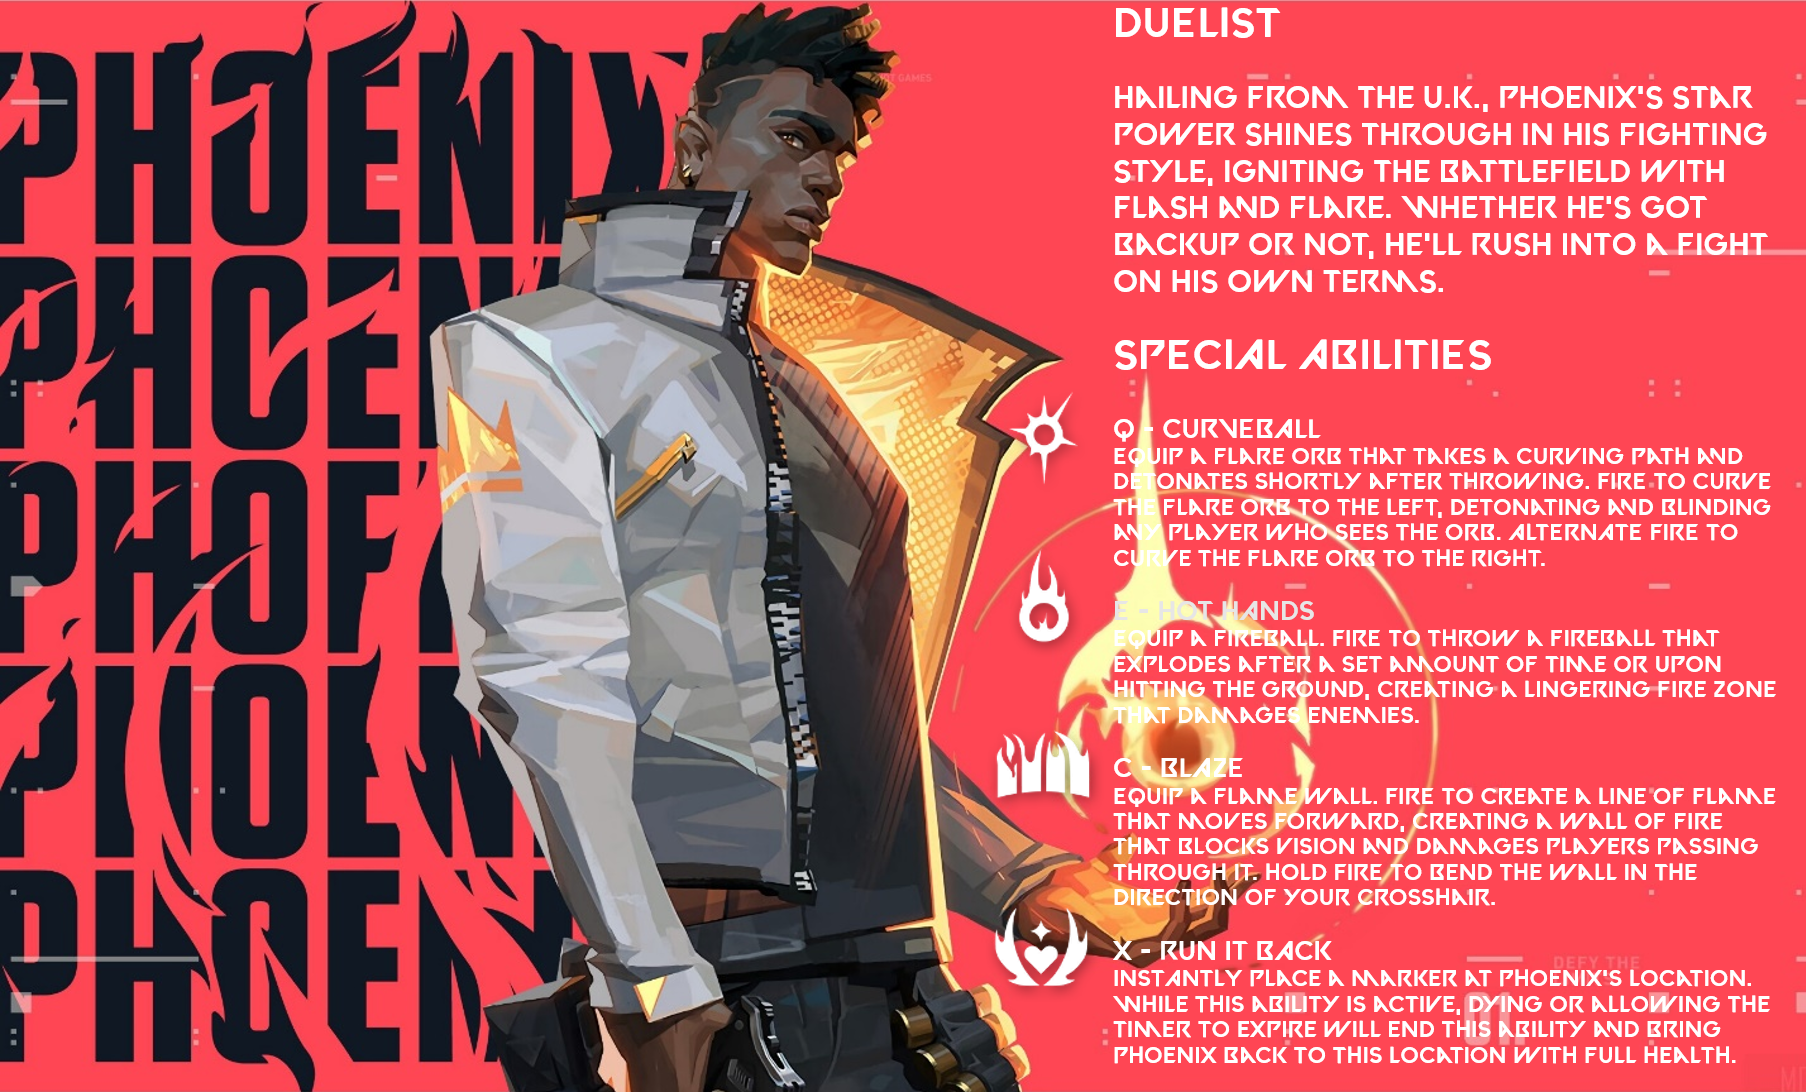 PHOENIX
PHOEN
PHOEN
PHOEN
PHOEN
DUELIST
HAILING FROM THE U.K., PHOENIX'S STAR
POWER SHINES THROUGH IN HIS FIGHTING
STYLE, IGNITING THE BATTLEFIELD WITH
FLASH AND FLARE. WHETHER HE'S GOT
BACKUP OR NOT, HE'LL RUSH INTO A FIGHT
ON HIS OWN TERMS.
SPECIAL ABILITIES
Q - CURVEBALL
EQUIP A FLARE ORB THAT TAKES A CURVING PATH AND
DETONATES SHORTLY AFTER THROWING. FIRE TO CURVE
THE FLARE ORB TO THE LEFT, DETONATING AND BLINDING
ANY PLAYER WHO SEES THE ORB. ALTERNATE FIRE TO
CURVE THE FLARE ORB TO THE RIGHT.
E - HOT HANDS
EQUIP A FIREBALL. FIRE TO THROW A FIREBALL THAT
EXPLODES AFTER A SET AMOUNT OF TIME OR UPON
HITTING THE GROUND, CREATING A LINGERING FIRE ZONE
THAT DAMAGES ENEMIES.
C - BLAZE
EQUIP A FLAME WALL. FIRE TO CREATE A LINE OF FLAME
THAT MOVES FORWARD, CREATING A WALL OF FIRE
THAT BLOCKS VISION AND DAMAGES PLAYERS PASSING
THROUGH IT. HOLD FIRE TO BEND THE WALL IN THE
DIRECTION OF YOUR CROSSHAIR.
X - RUN IT BACK
INSTANTLY PLACE A MARKER AT PHOENIX'S LOCATION.
WHILE THIS ABILITY IS ACTIVE, DYING OR ALLOWING THE
TIMER TO EXPIRE WILL END THIS ABILITY AND BRING
PHOENIX BACK TO THIS LOCATION WITH FULL HEALTH.
GAMES
DEFY THE
01.